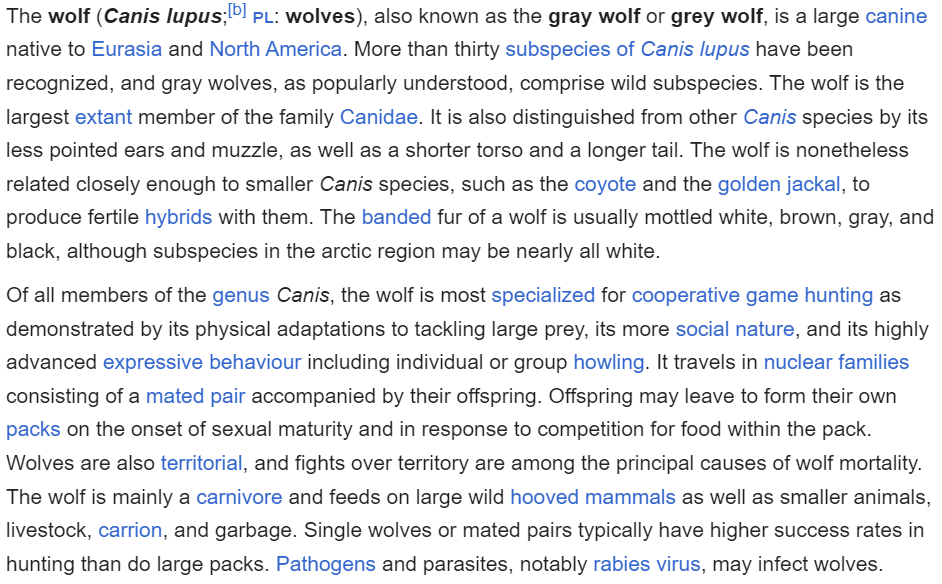 The wolf (Canis lupus;[b] PL: wolves), also known as the gray wolf or grey wolf, is a large canine
native to Eurasia and North America. More than thirty subspecies of Canis lupus have been
recognized, and gray wolves, as popularly understood, comprise wild subspecies. The wolf is the
largest extant member of the family Canidae. It is also distinguished from other Canis species by its
less pointed ears and muzzle, as well as a shorter torso and a longer tail. The wolf is nonetheless
related closely enough to smaller Canis species, such as the coyote and the golden jackal, to
produce fertile hybrids with them. The banded fur of a wolf is usually mottled white, brown, gray, and
black, although subspecies in the arctic region may be nearly all white.
Of all members of the genus Canis, the wolf is most specialized for cooperative game hunting as
demonstrated by its physical adaptations to tackling large prey, its more social nature, and its highly
advanced expressive behaviour including individual or group howling. It travels in nuclear families
consisting of a mated pair accompanied by their offspring. Offspring may leave to form their own
packs on the onset of sexual maturity and in response to competition for food within the pack.
Wolves are also territorial, and fights over territory are among the principal causes of wolf mortality.
The wolf is mainly a carnivore and feeds on large wild hooved mammals as well as smaller animals,
livestock, carrion, and garbage. Single wolves or mated pairs typically have higher success rates in
hunting than do large packs. Pathogens and parasites, notably rabies virus, may infect wolves.